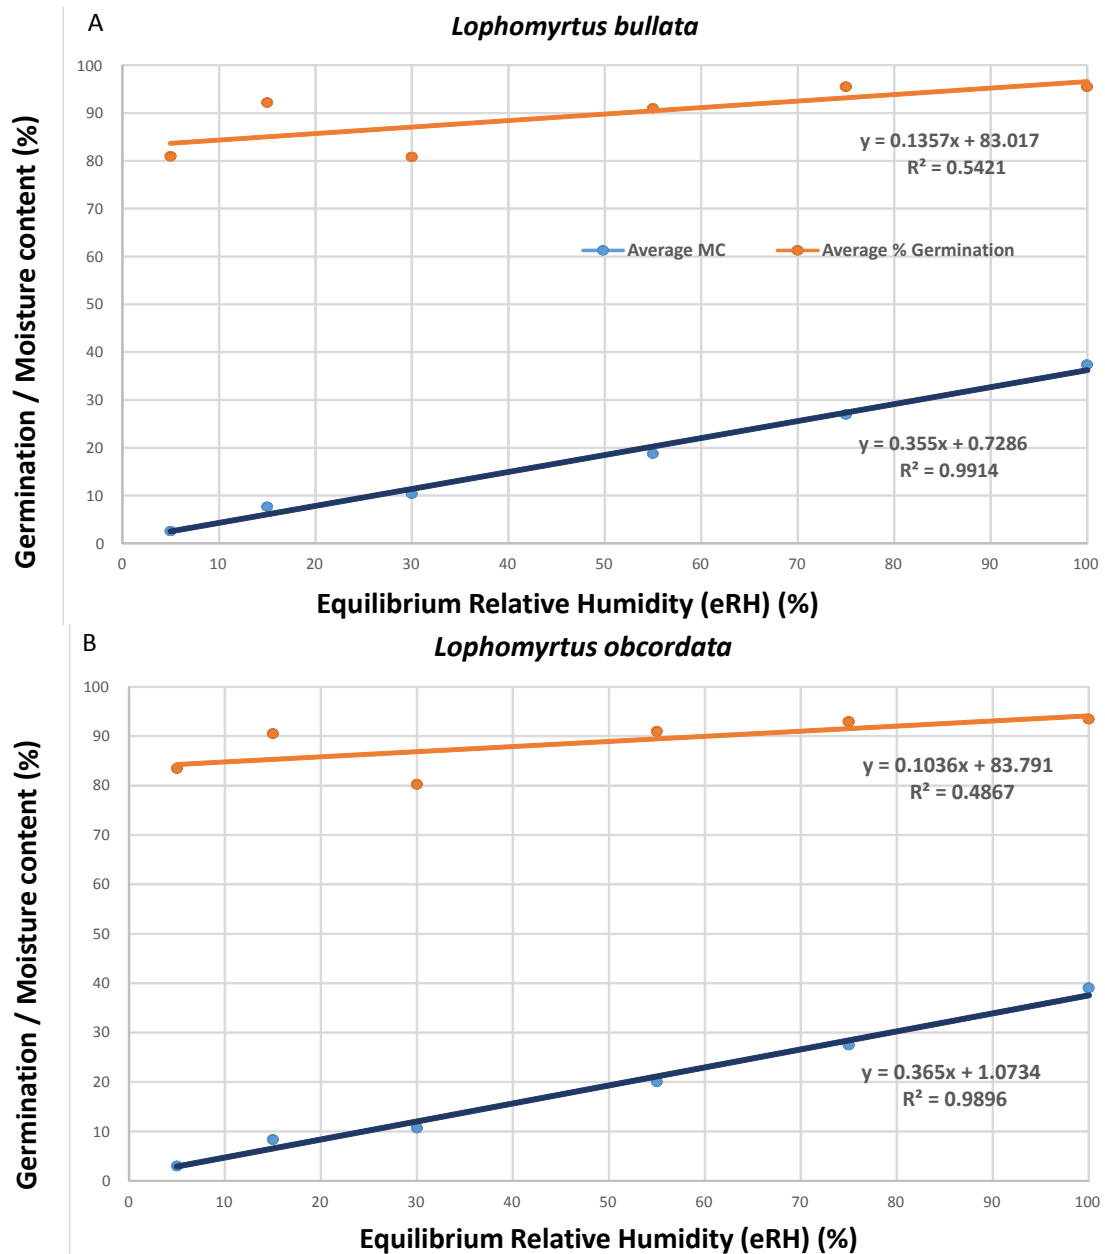 A
Lophomyrtus bullata
Germination / Moisture content (%)
100
90
80
70
60
50
40
30
20
10
0
y = 0.1357x + 83.017
R² = 0.5421
Average MC
Average % Germination
y = 0.355x + 0.7286
R² = 0.9914
0 10 20 30 40 50 60 70 80 90 100
Equilibrium Relative Humidity (eRH) (%)
B
Lophomyrtus obcordata
Germination / Moisture content (%)
100
90
80
70
60
50
40
30
20
10
0
y = 0.1036x + 83.791
R² = 0.4867
y = 0.365x + 1.0734
R² = 0.9896
0 10 20 30 40 50 60 70 80 90 100
Equilibrium Relative Humidity (eRH) (%)